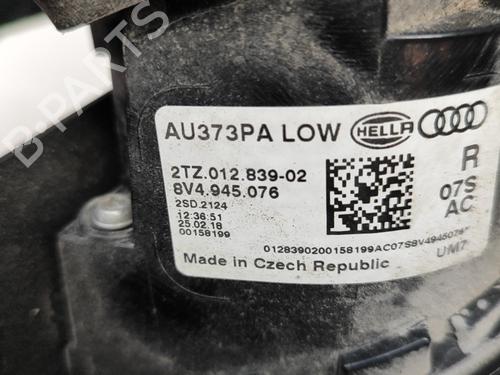 B-PARTS
AU373PA LOW HELLA
2TZ.012.839-02 R
8V4.945.076 07S
2SD.2124 AC
12:36:51
25.02.18
00158199
0128390200158199AC07S8V4945076*
Made in Czech Republic UM7